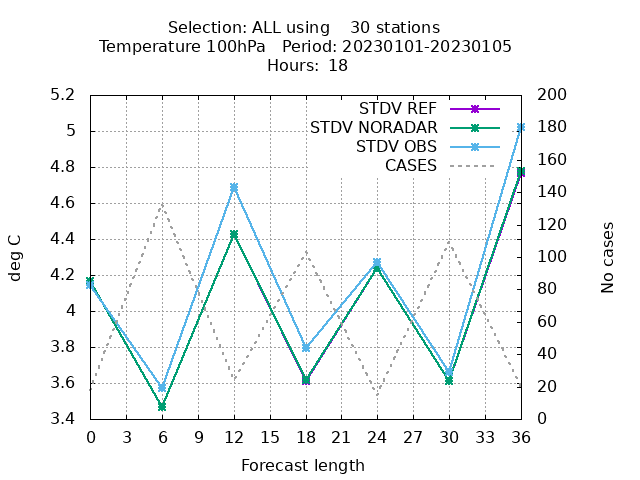 Selection: ALL using    30 stations
Temperature 100hPa   Period: 20230101-20230105
Hours:  18
STDV REF
STDV NORADAR
STDV OBS
CASES
5.2
5
4.8
4.6
4.4
4.2
4
3.8
3.6
3.4
deg C
200
180
160
140
120
100
80
60
40
20
0
No cases
0 3 6 9 12 15 18 21 24 27 30 33 36
Forecast length